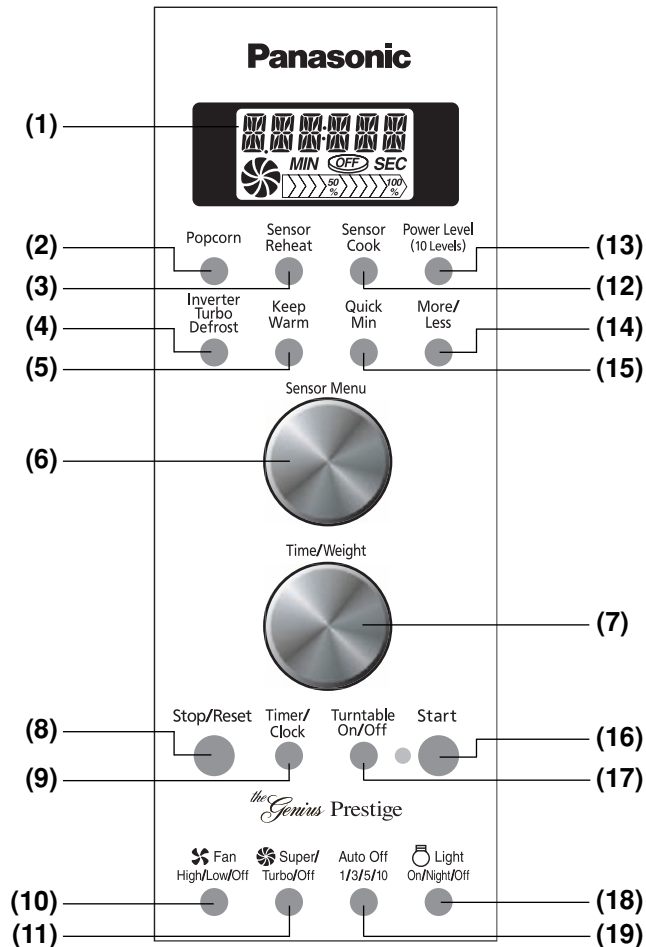 Panasonic
(1)
MIN OFF SEC
50 % 100 %
Popcorn
Sensor
Reheat
Sensor
Cook
Power Level
(10 Levels)
(2)
(3)
(13)
(12)
Inverter
Turbo
Defrost
Keep
Warm
Quick
Min
More/
Less
(4)
(5)
(14)
(15)
Sensor Menu
(6)
Time/Weight
(7)
Stop/Reset
Timer/
Clock
Turntable
On/Off
Start
(8)
(9)
(16)
(17)
the Genius Prestige
Fan
High/Low/Off
Super/
Turbo/Off
Auto Off
1/3/5/10
Light
On/Night/Off
(10)
(11)
(18)
(19)